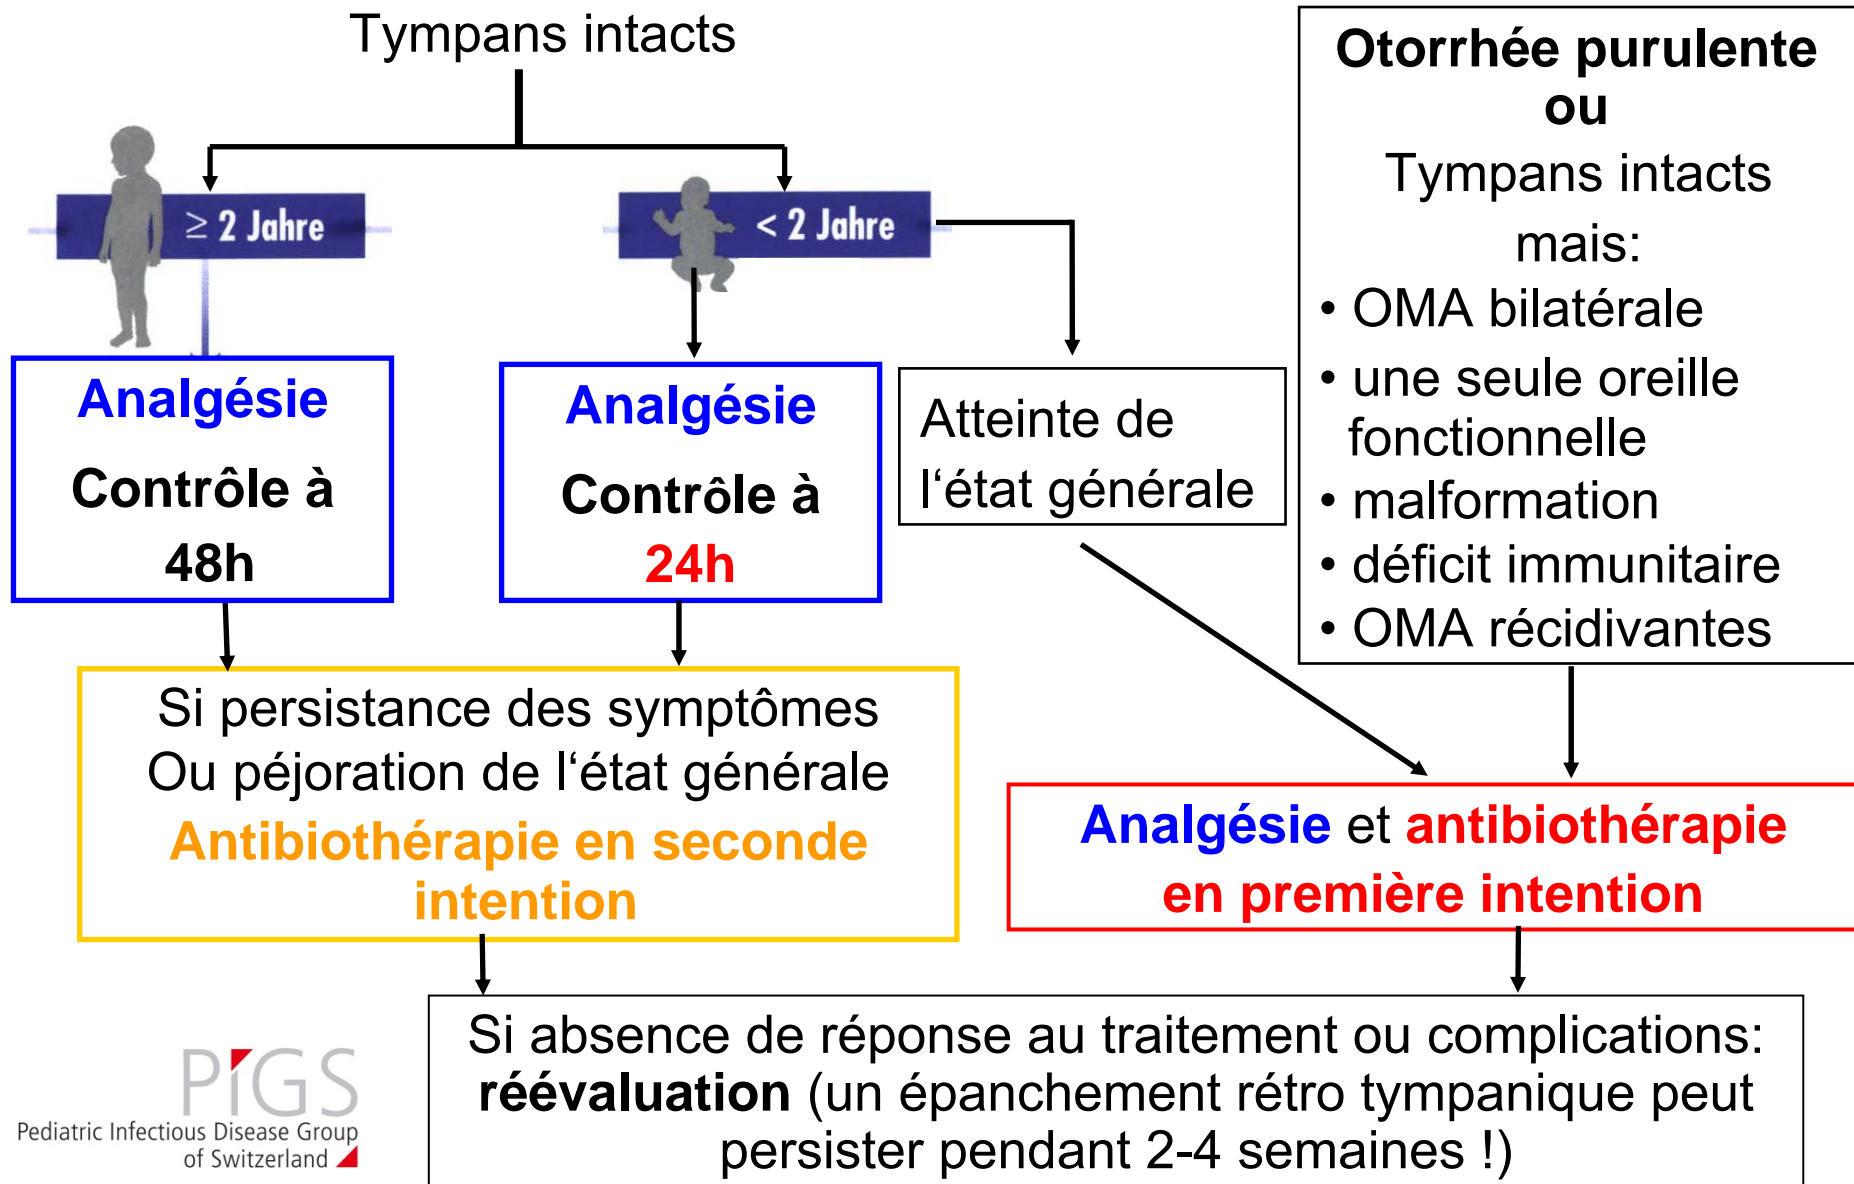 Tympans intacts
≥ 2 Jahre
< 2 Jahre
Analgésie
Contrôle à
48h
Analgésie
Contrôle à
24h
Atteinte de
l‘état générale
Otorrhée purulente
ou
Tympans intacts
mais:
• OMA bilatérale
• une seule oreille
fonctionnelle
• malformation
• déficit immunitaire
• OMA récidivantes
Si persistance des symptômes
Ou péjoration de l‘état générale
Antibiothérapie en seconde
intention
Analgésie et antibiothérapie
en première intention
Si absence de réponse au traitement ou complications:
réévaluation (un épanchement rétro tympanique peut
persister pendant 2-4 semaines !)
PIGS
Pediatric Infectious Disease Group
of Switzerland